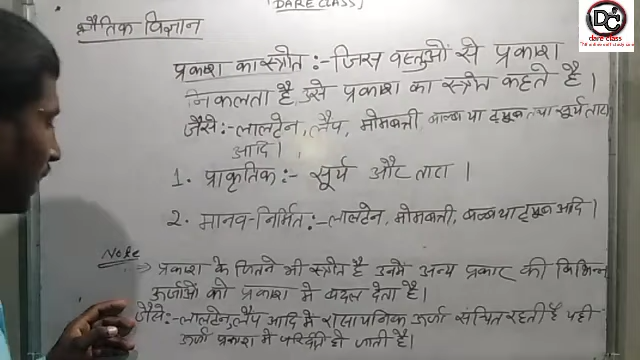 [DARE CLASS]
dare class
भौतिक विज्ञान
प्रकाश का स्त्रोत :- जिस वस्तुओं से प्रकाश
निकलता है, उसे प्रकाश का स्त्रोत कहते है।
जैसे:- लालटेन, लैंप, मोमबत्ती बल्ब या ट्यूब तथा सूर्य तारा
आदि।
1. प्राकृतिक :- सूर्य और तारा।
2. मानव-निर्मित :- लालटेन, मोमबत्ती, बल्ब या ट्यूब आदि।
Note
→ प्रकाश के जितने भी स्त्रोत है उनमें अन्य प्रकार की विभिन्न
ऊर्जाओं को प्रकाश मे बदल देता है।
जैसे:- लालटेन, लैंप आदि मे रासायनिक ऊर्जा संचित रहती है यही
ऊर्जा प्रकाश मे परिवर्तित हो जाती है।